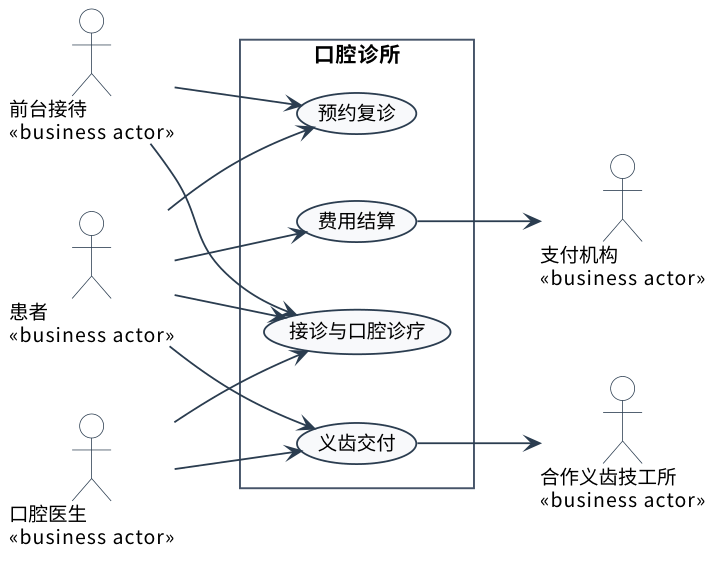 口腔诊所
前台接待
«business actor»
预约复诊
费用结算
支付机构
«business actor»
患者
«business actor»
接诊与口腔诊疗
义齿交付
合作义齿技工所
«business actor»
口腔医生
«business actor»